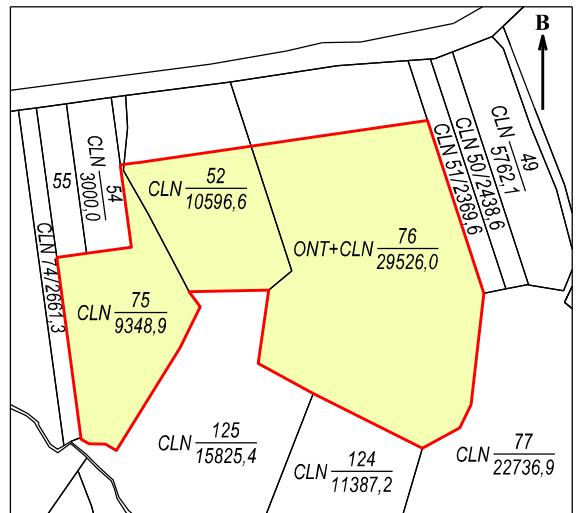 B
49
CLN
5762,1
CLN 50/2438,6
CLN 51/2369,6
54
CLN
3000,0
55
52
CLN
10596,6
76
ONT+CLN
29526,0
CLN 74/2661,3
75
CLN
9348,9
125
CLN
15825,4
124
CLN
11387,2
77
CLN
22736,9